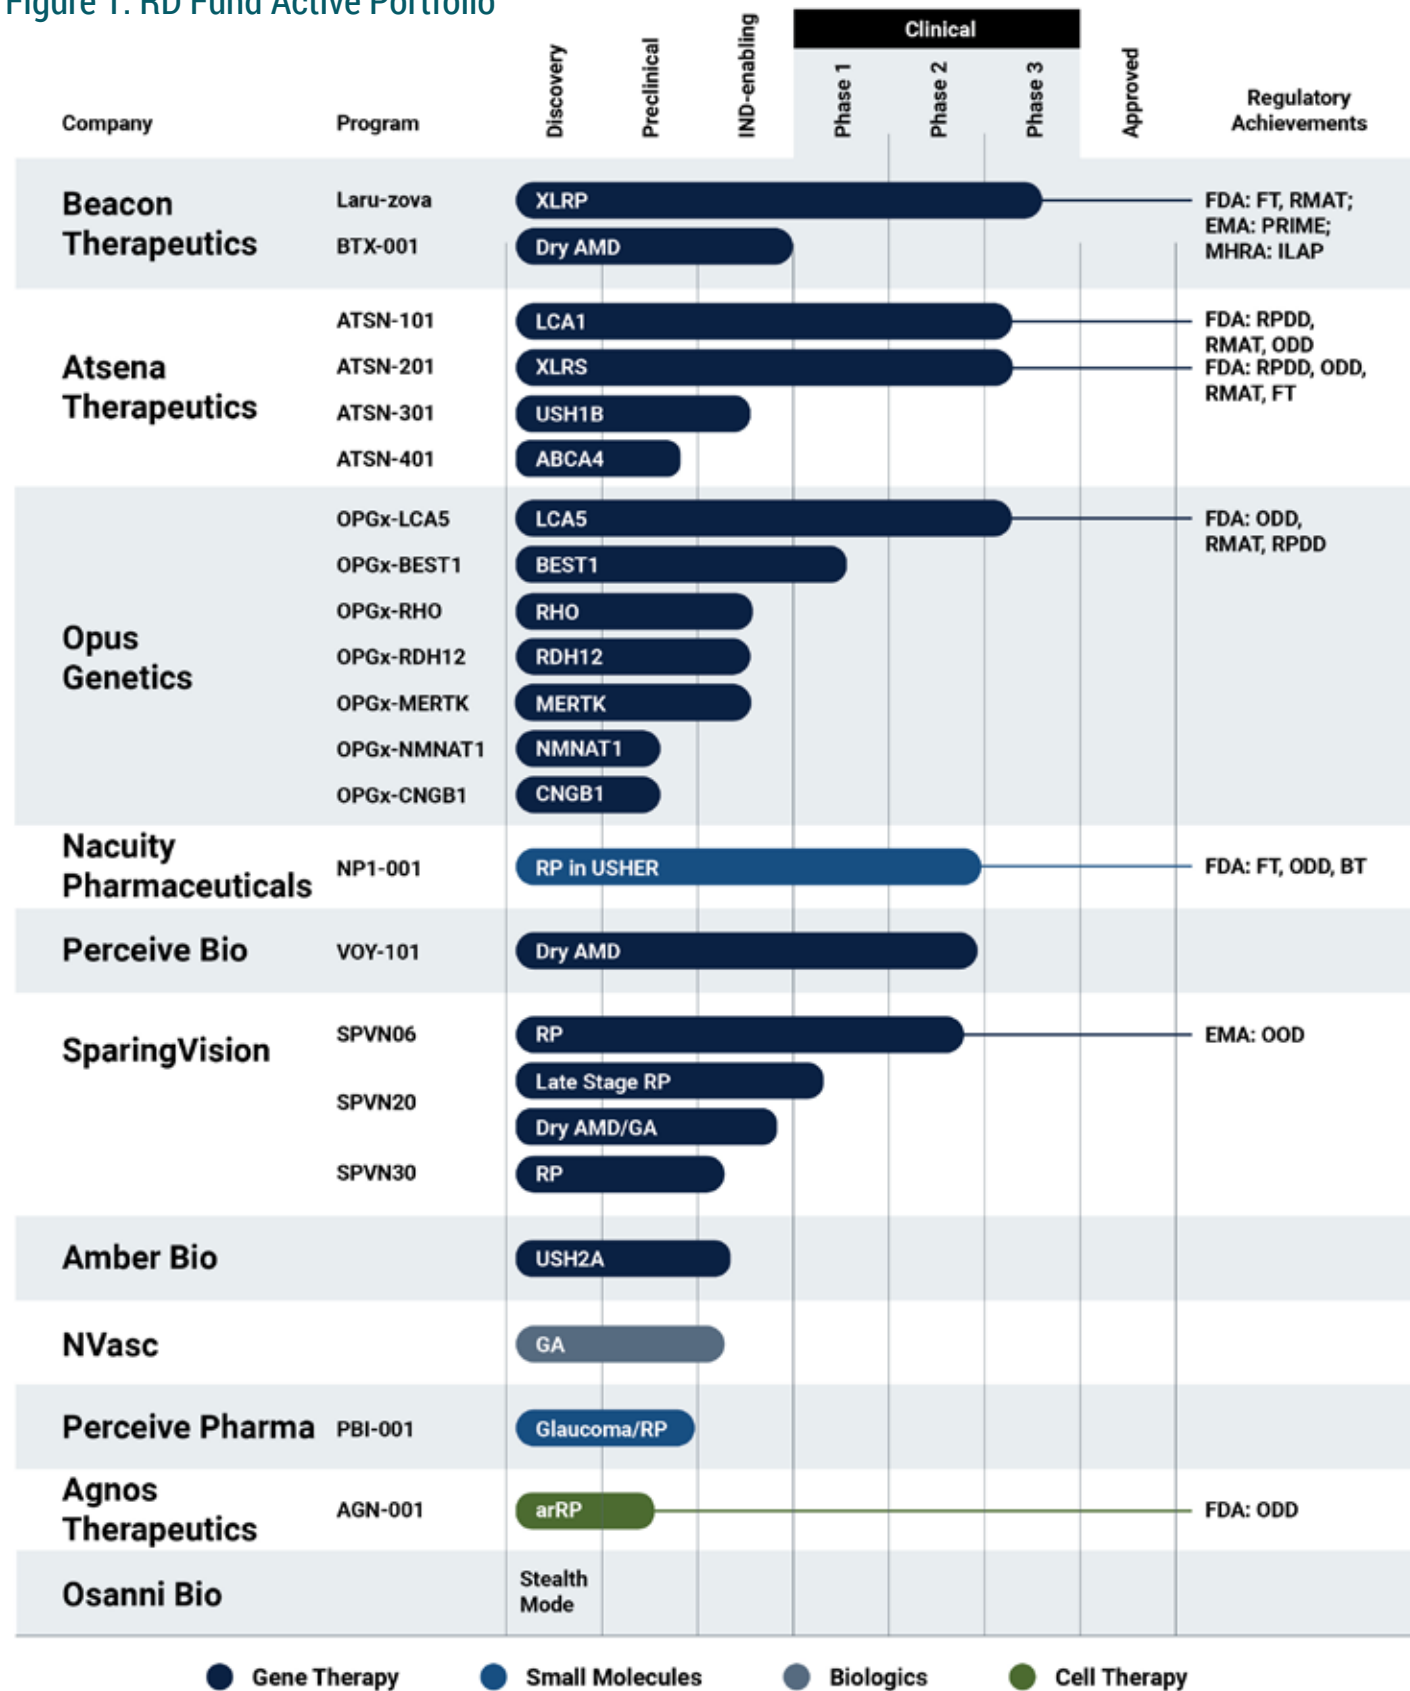 Figure 1: RD Fund Active Portfolio
Clinical
Company
Program
Discovery
Preclinical
IND-enabling
Phase 1
Phase 2
Phase 3
Approved
Regulatory
Achievements
Beacon
Therapeutics
Laru-zova
XLRP
FDA: FT, RMAT;
EMA: PRIME;
MHRA: ILAP
BTX-001
Dry AMD
Atsena
Therapeutics
ATSN-101
LCA1
FDA: RPDD,
RMAT, ODD
ATSN-201
XLRS
FDA: RPDD, ODD,
RMAT, FT
ATSN-301
USH1B
ATSN-401
ABCA4
Opus
Genetics
OPGx-LCA5
LCA5
FDA: ODD,
RMAT, RPDD
OPGx-BEST1
BEST1
OPGx-RHO
RHO
OPGx-RDH12
RDH12
OPGx-MERTK
MERTK
OPGx-NMNAT1
NMNAT1
OPGx-CNGB1
CNGB1
Nacuity
Pharmaceuticals
NP1-001
RP in USHER
FDA: FT, ODD, BT
Perceive Bio
VOY-101
Dry AMD
SparingVision
SPVN06
RP
EMA: OOD
SPVN20
Late Stage RP
Dry AMD/GA
SPVN30
RP
Amber Bio
USH2A
NVasc
GA
Perceive Pharma
PBI-001
Glaucoma/RP
Agnos
Therapeutics
AGN-001
arRP
FDA: ODD
Osanni Bio
Stealth
Mode
Gene Therapy
Small Molecules
Biologics
Cell Therapy